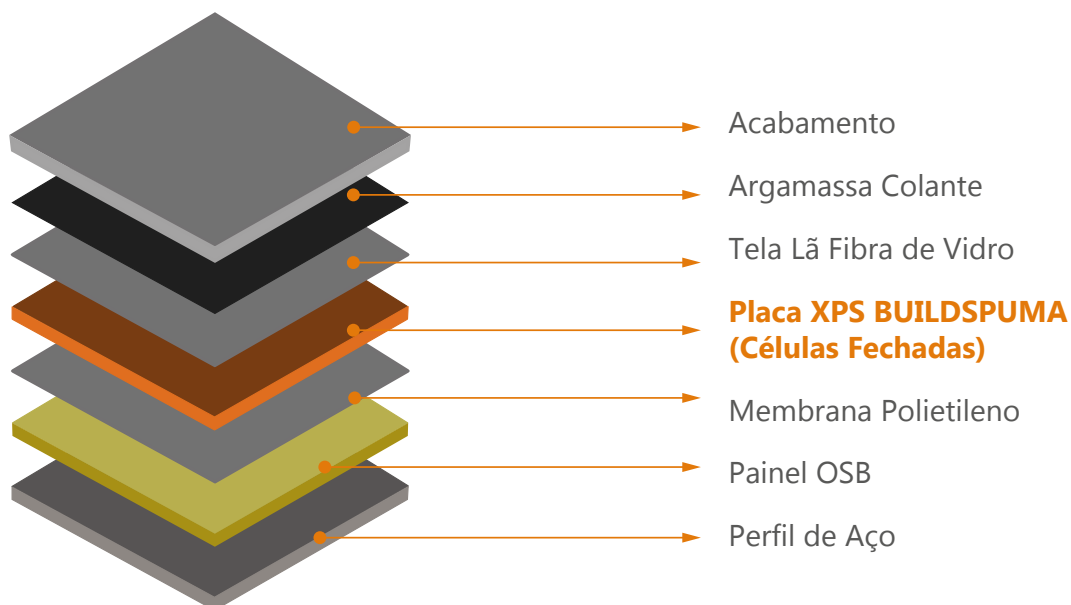 Acabamento
Argamassa Colante
Tela Lã Fibra de Vidro
Placa XPS BUILDSPUMA
(Células Fechadas)
Membrana Polietileno
Painel OSB
Perfil de Aço